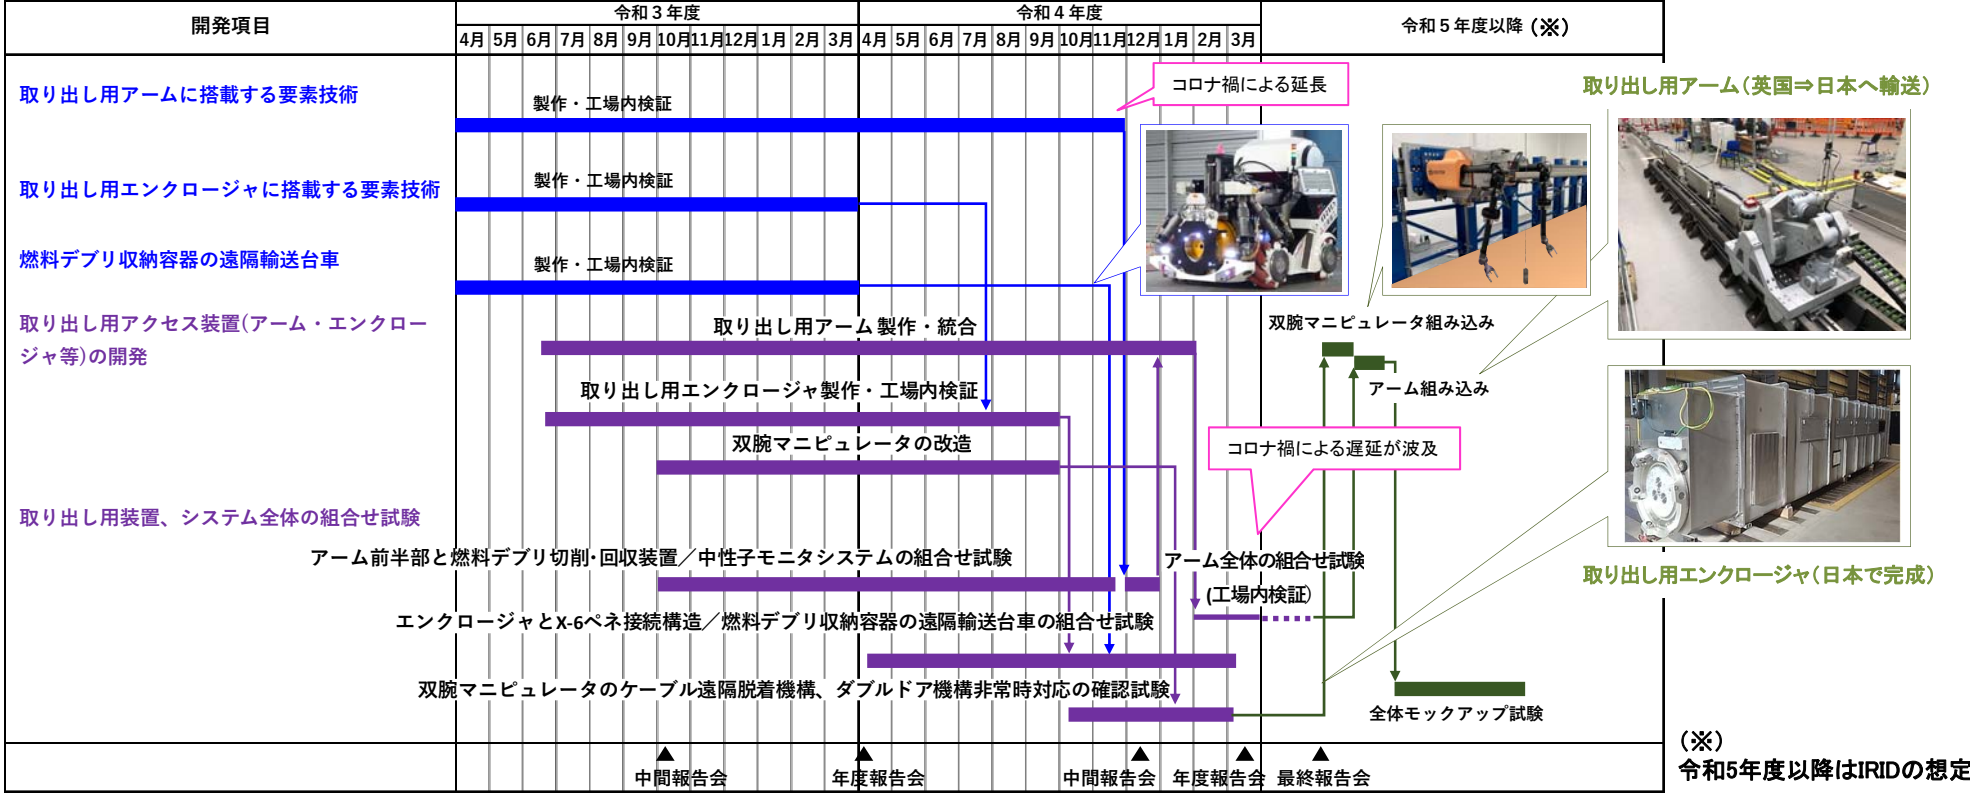 開発項目
令和３年度
令和４年度
令和５年度以降（※）
4月 5月 6月 7月 8月 9月 10月 11月 12月 1月 2月 3月 4月 5月 6月 7月 8月 9月 10月 11月 12月 1月 2月 3月
コロナ禍による延長
取り出し用アーム（英国⇒日本へ輸送）
取り出し用アームに搭載する要素技術
製作・工場内検証
取り出し用エンクロージャに搭載する要素技術
製作・工場内検証
燃料デブリ収納容器の遠隔輸送台車
製作・工場内検証
取り出し用アクセス装置(アーム・エンクロー
ジャ等)の開発
取り出し用アーム 製作・統合
双腕マニピュレータ組み込み
取り出し用エンクロージャ製作・工場内検証
アーム組み込み
双腕マニピュレータの改造
コロナ禍による遅延が波及
取り出し用装置、システム全体の組合せ試験
アーム前半部と燃料デブリ切削・回収装置／中性子モニタシステムの組合せ試験
アーム全体の組合せ試験
(工場内検証)
取り出し用エンクロージャ（日本で完成）
エンクロージャとX-6ペネ接続構造／燃料デブリ収納容器の遠隔輸送台車の組合せ試験
双腕マニピュレータのケーブル遠隔脱着機構、ダブルドア機構非常時対応の確認試験
全体モックアップ試験
▲ ▲ ▲ ▲ ▲
中間報告会 年度報告会 中間報告会 年度報告会 最終報告会
（※）
令和5年度以降はIRIDの想定